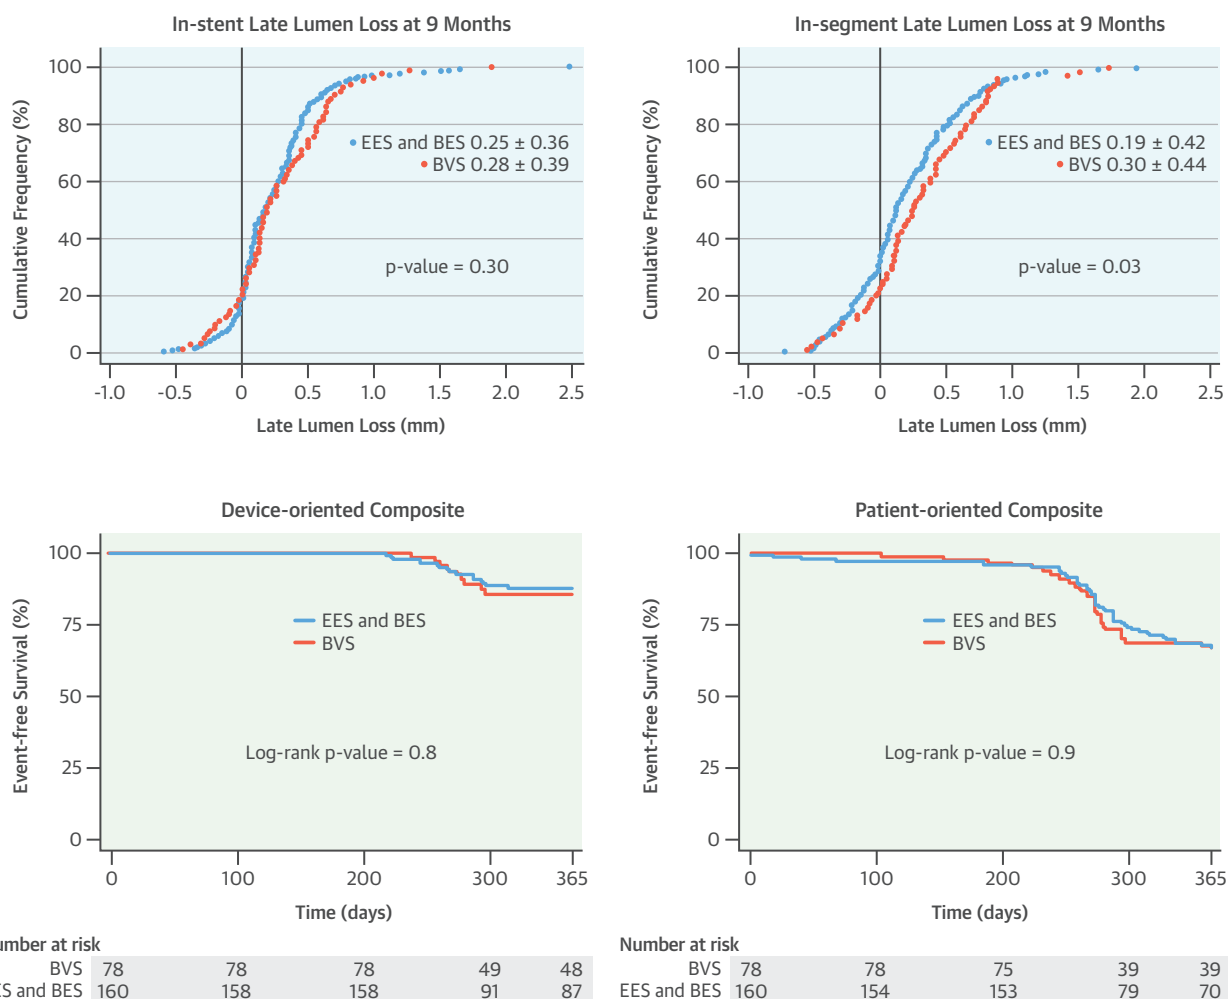 In-stent Late Lumen Loss at 9 Months
Cumulative Frequency (%)
100
80
60
40
20
0
EES and BES 0.25 ± 0.36
BVS 0.28 ± 0.39
p-value = 0.30
-1.0 -0.5 0 0.5 1.0 1.5 2.0 2.5
Late Lumen Loss (mm)
In-segment Late Lumen Loss at 9 Months
Cumulative Frequency (%)
100
80
60
40
20
0
EES and BES 0.19 ± 0.42
BVS 0.30 ± 0.44
p-value = 0.03
-1.0 -0.5 0 0.5 1.0 1.5 2.0 2.5
Late Lumen Loss (mm)
Device-oriented Composite
Event-free Survival (%)
100
75
50
25
0
EES and BES
BVS
Log-rank p-value = 0.8
0 100 200 300 365
Time (days)
umber at risk
BVS 78 78 78 49 48
ES and BES 160 158 158 91 87
Patient-oriented Composite
Event-free Survival (%)
100
75
50
25
0
EES and BES
BVS
Log-rank p-value = 0.9
0 100 200 300 365
Time (days)
Number at risk
BVS 78 78 75 39 39
EES and BES 160 154 153 79 70